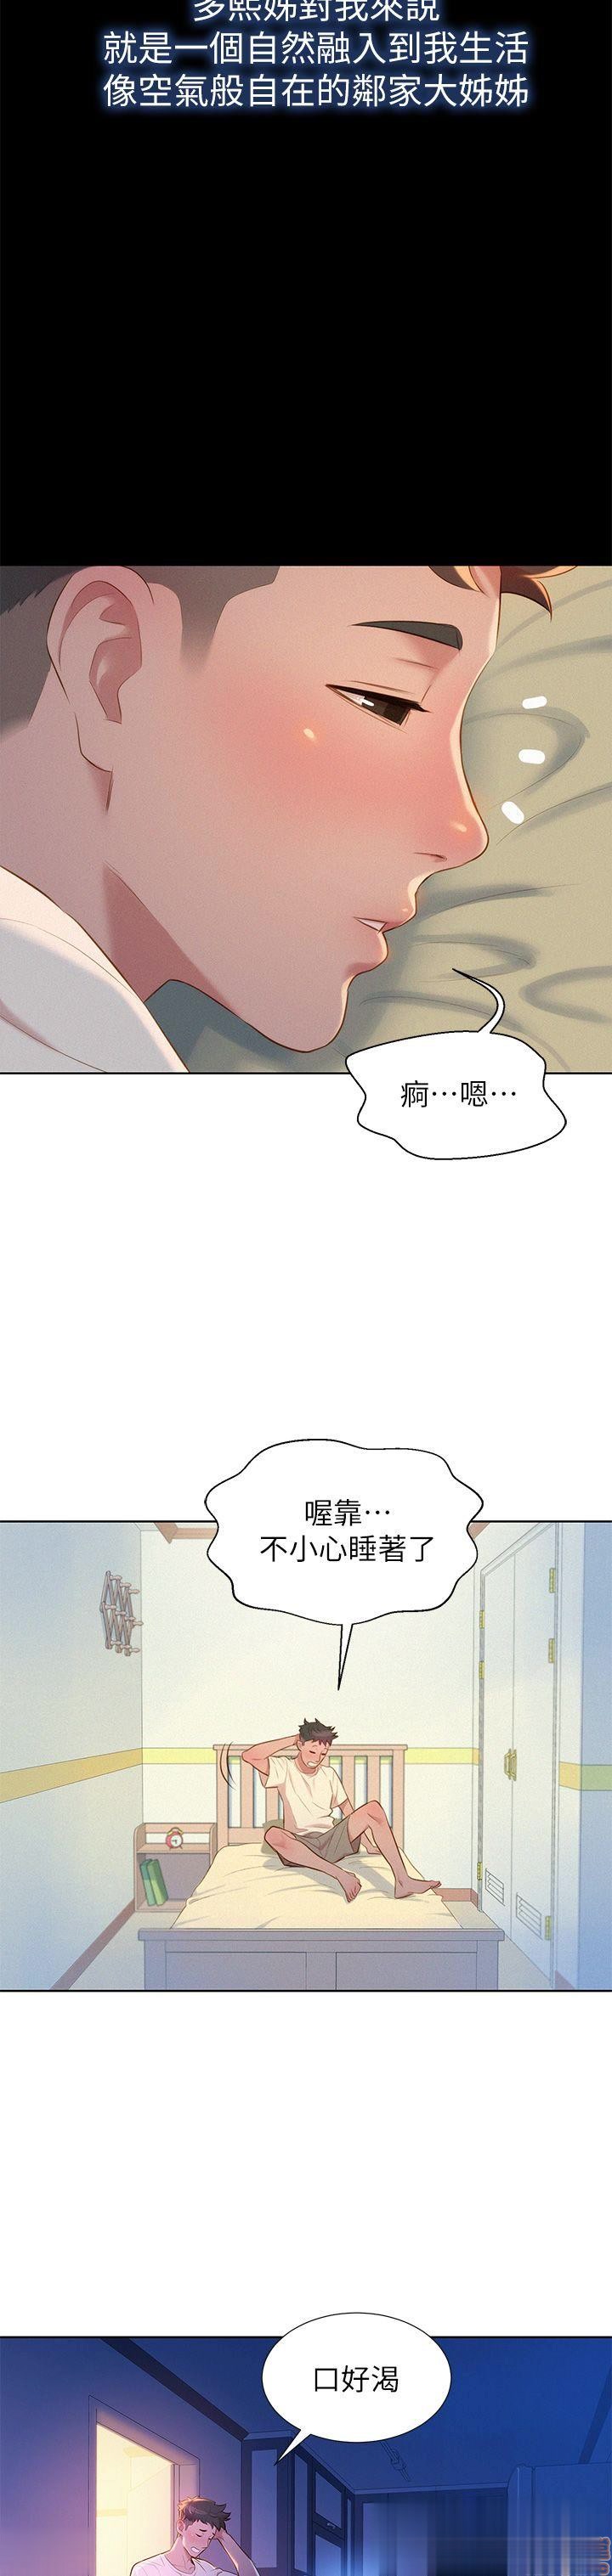 多熙姊對我來說
就是一個自然融入到我生活
像空氣般自在的鄰家大姊姊
痾⋯嗯⋯
喔靠⋯
不小心睡著了
口好渴